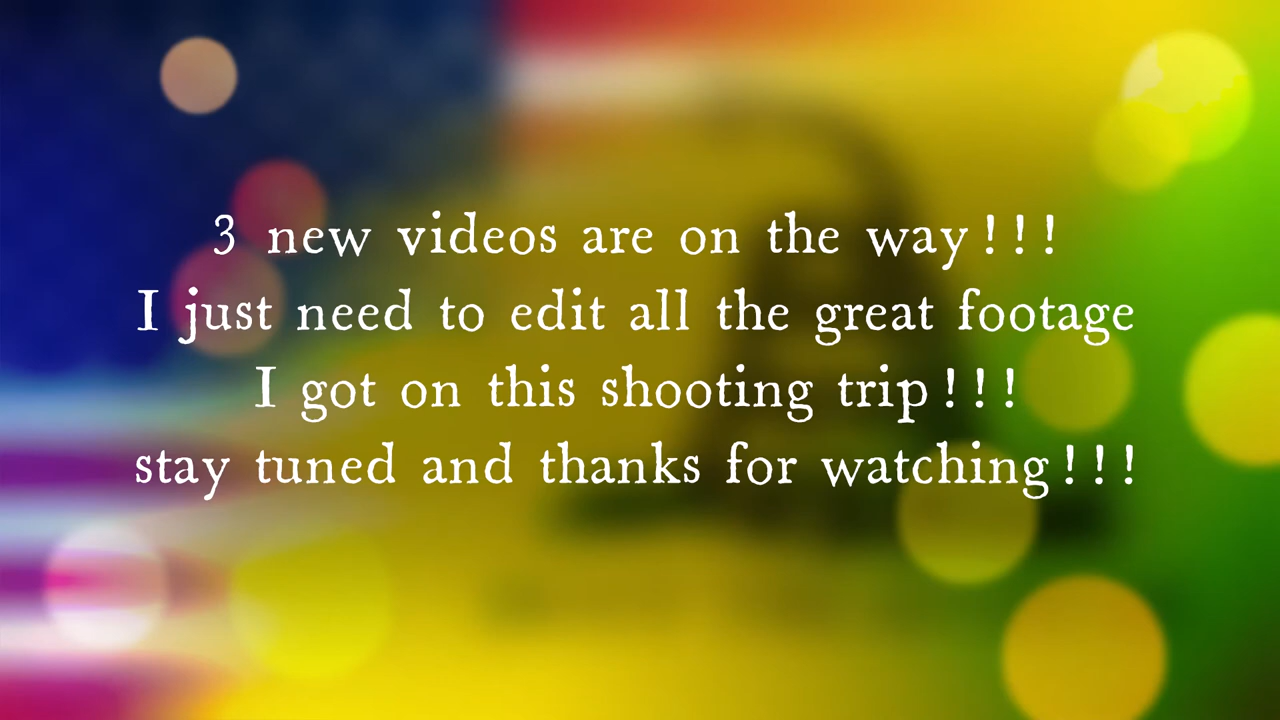 3 new videos are on the way!!!
I just need to edit all the great footage
I got on this shooting trip!!!
stay tuned and thanks for watching!!!